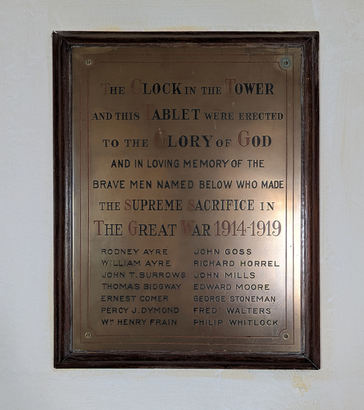 THE CLOCK IN THE TOWER
AND THIS TABLET WERE ERECTED
TO THE GLORY OF GOD
AND IN LOVING MEMORY OF THE
BRAVE MEN NAMED BELOW WHO MADE
THE SUPREME SACRIFICE IN
THE GREAT WAR 1914-1919
RODNEY AYRE JOHN GOSS
WILLIAM AYRE RICHARD HORREL
JOHN T. BURROWS JOHN MILLS
THOMAS BIDGWAY EDWARD MOORE
ERNEST COMER GEORGE STONEMAN
PERCY J. DYMOND FREDK WALTERS
WM HENRY FRAIN PHILIP WHITLOCK